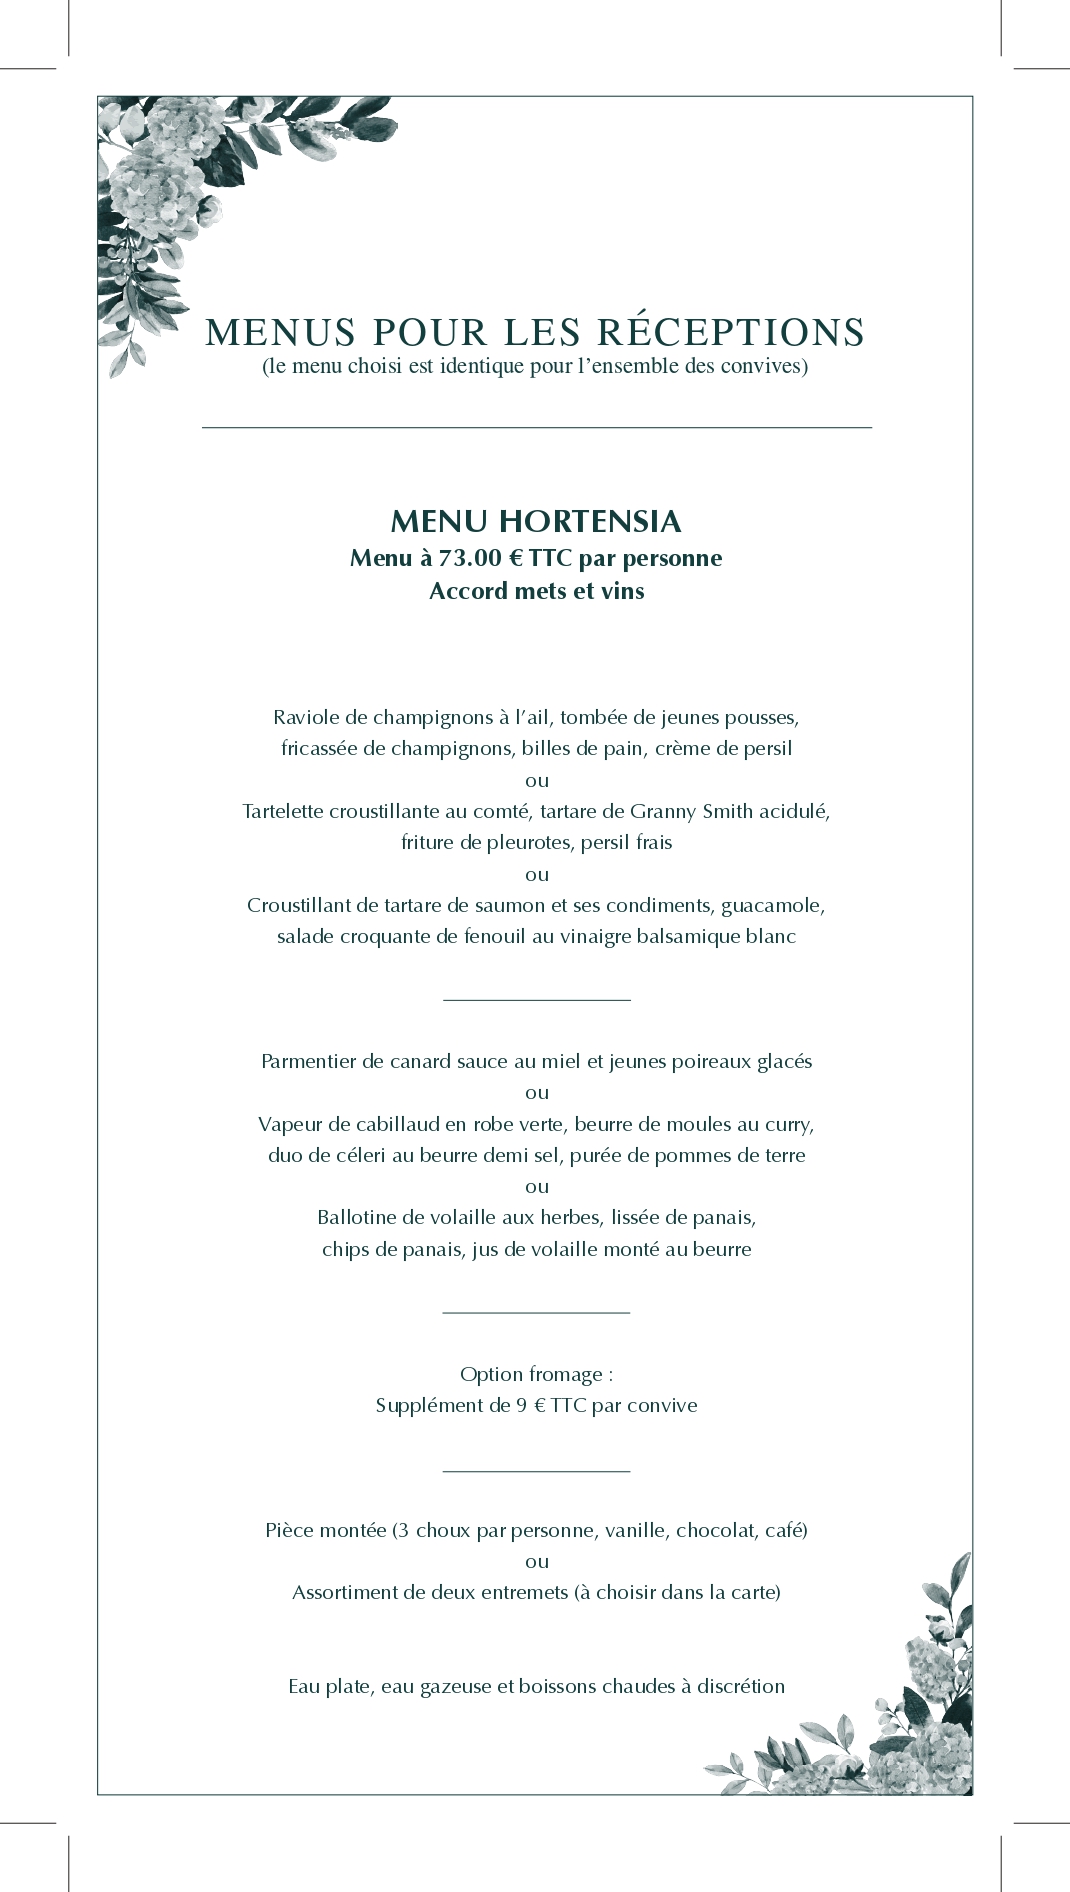 MENUS POUR LES RÉCEPTIONS
(le menu choisi est identique pour l’ensemble des convives)
MENU HORTENSIA
Menu à 73.00 € TTC par personne
Accord mets et vins
Raviole de champignons à l’ail, tombée de jeunes pousses,
fricassée de champignons, billes de pain, crème de persil
ou
Tartelette croustillante au comté, tartare de Granny Smith acidulé,
friture de pleurotes, persil frais
ou
Croustillant de tartare de saumon et ses condiments, guacamole,
salade croquante de fenouil au vinaigre balsamique blanc
Parmentier de canard sauce au miel et jeunes poireaux glacés
ou
Vapeur de cabillaud en robe verte, beurre de moules au curry,
duo de céleri au beurre demi sel, purée de pommes de terre
ou
Ballotine de volaille aux herbes, lissée de panais,
chips de panais, jus de volaille monté au beurre
Option fromage :
Supplément de 9 € TTC par convive
Pièce montée (3 choux par personne, vanille, chocolat, café)
ou
Assortiment de deux entremets (à choisir dans la carte)
Eau plate, eau gazeuse et boissons chaudes à discrétion